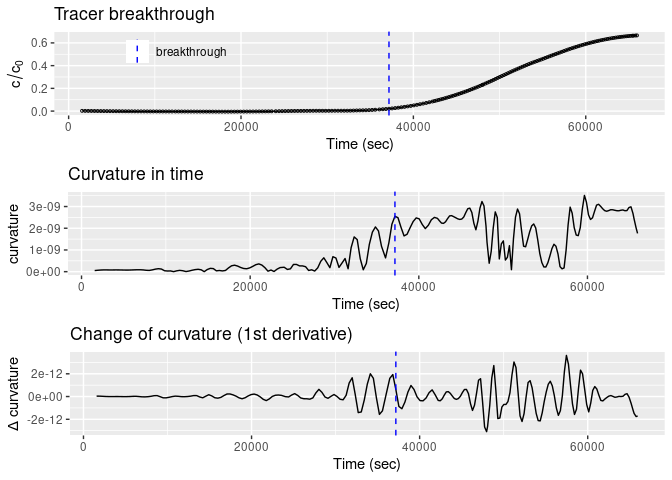 Tracer breakthrough
0.6
0.4
0.2
0.0
c/c0
breakthrough
0 20000 40000 60000
Time (sec)
Curvature in time
3e-09
2e-09
1e-09
0e+00
curvature
0 20000 40000 60000
Time (sec)
Change of curvature (1st derivative)
2e-12
0e+00
-2e-12
Δ curvature
0 20000 40000 60000
Time (sec)